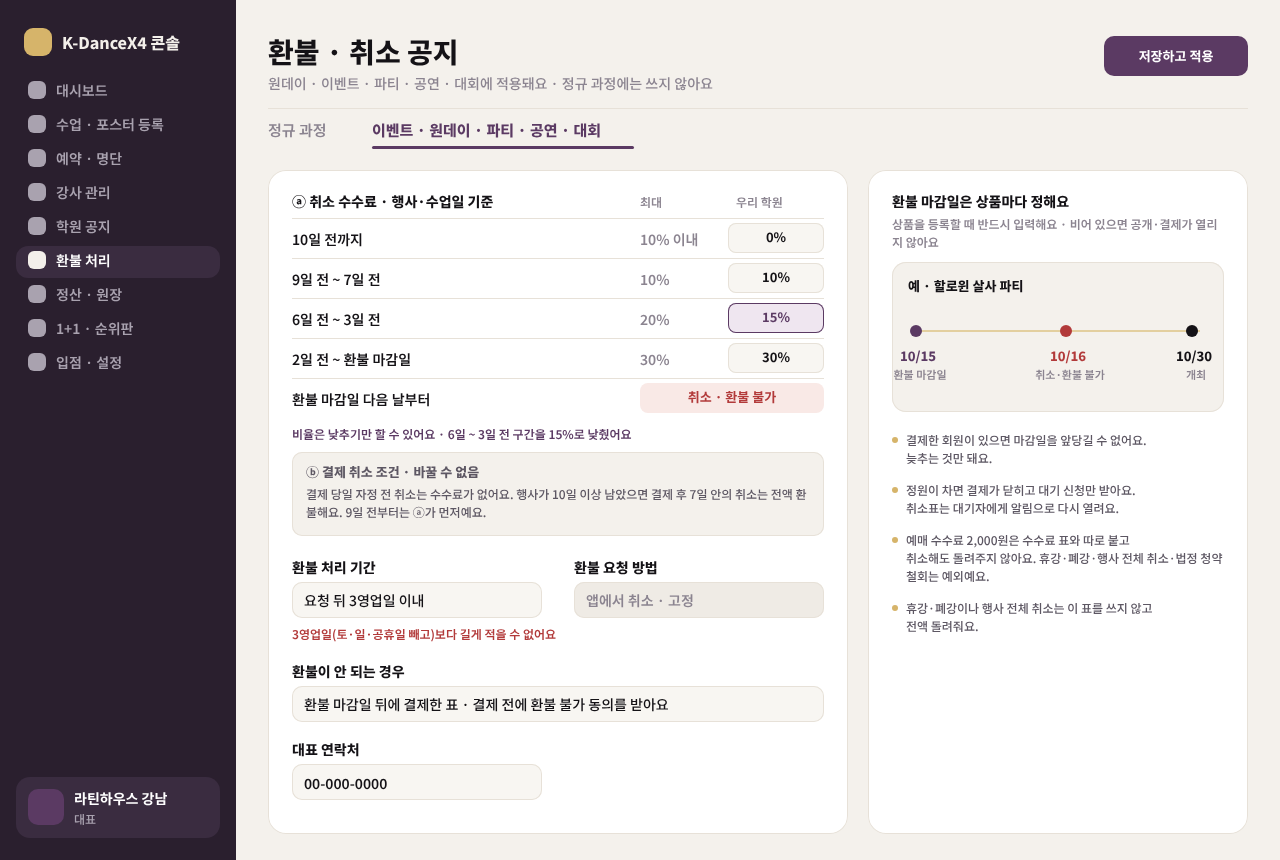 K-DanceX4 콘솔
대시보드
수업 · 포스터 등록
예약 · 명단
강사 관리
학원 공지
환불 처리
정산 · 원장
1+1 · 순위판
입점 · 설정
라틴하우스 강남
대표
환불 · 취소 공지
원데이 · 이벤트 · 파티 · 공연 · 대회에 적용돼요 · 정규 과정에는 쓰지 않아요
저장하고 적용
정규 과정
이벤트 · 원데이 · 파티 · 공연 · 대회
ⓐ 취소 수수료 · 행사·수업일 기준
최대
우리 학원
10일 전까지
10% 이내
0%
9일 전 ~ 7일 전
10%
10%
6일 전 ~ 3일 전
20%
15%
2일 전 ~ 환불 마감일
30%
30%
환불 마감일 다음 날부터
취소 · 환불 불가
비율은 낮추기만 할 수 있어요 · 6일 ~ 3일 전 구간을 15%로 낮췄어요
ⓑ 결제 취소 조건 · 바꿀 수 없음
결제 당일 자정 전 취소는 수수료가 없어요. 행사가 10일 이상 남았으면 결제 후 7일 안의 취소는 전액 환
불해요. 9일 전부터는 ⓐ가 먼저예요.
환불 처리 기간
요청 뒤 3영업일 이내
환불 요청 방법
앱에서 취소 · 고정
3영업일(토·일·공휴일 빼고)보다 길게 적을 수 없어요
환불이 안 되는 경우
환불 마감일 뒤에 결제한 표 · 결제 전에 환불 불가 동의를 받아요
대표 연락처
00-000-0000
환불 마감일은 상품마다 정해요
상품을 등록할 때 반드시 입력해요 · 비어 있으면 공개·결제가 열리
지 않아요
예 · 할로윈 살사 파티
10/15
환불 마감일
10/16
취소·환불 불가
10/30
개최
결제한 회원이 있으면 마감일을 앞당길 수 없어요.
늦추는 것만 돼요.
정원이 차면 결제가 닫히고 대기 신청만 받아요.
취소표는 대기자에게 알림으로 다시 열려요.
예매 수수료 2,000원은 수수료 표와 따로 붙고
취소해도 돌려주지 않아요. 휴강·폐강·행사 전체 취소·법정 청약
철회는 예외예요.
휴강·폐강이나 행사 전체 취소는 이 표를 쓰지 않고
전액 돌려줘요.